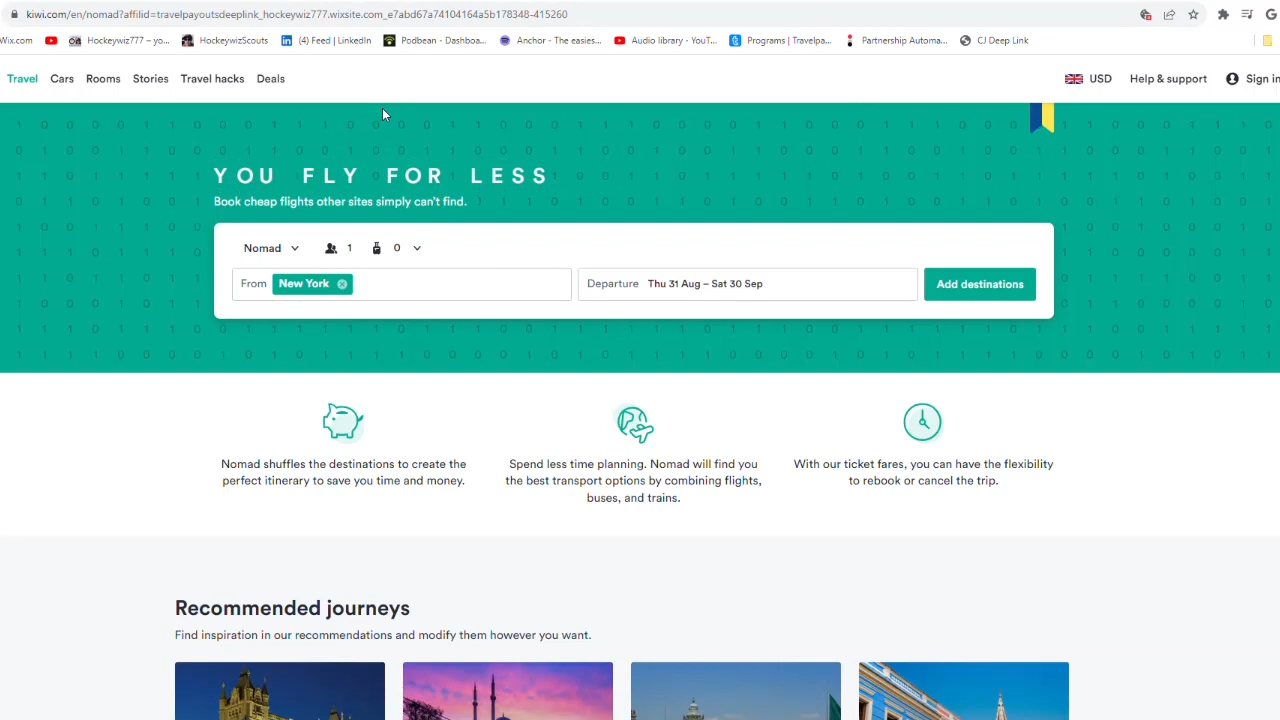 kiwi.com/en/nomad?affilid=travelpayoutsdeeplink_hockeywiz777.wixsite.com_e7abd67a74104164a5b178348-415260
Wix.com Hockeywiz777 – yo... HockeywizScouts (4) Feed | LinkedIn Podbean - Dashboa... Anchor - The easies... Audio library - YouT... Programs | Travelpa... Partnership Automa... CJ Deep Link
Travel Cars Rooms Stories Travel hacks Deals USD Help & support Sign in
YOU FLY FOR LESS
Book cheap flights other sites simply can't find.
Nomad 1 0
From New York Departure Thu 31 Aug – Sat 30 Sep Add destinations
Nomad shuffles the destinations to create the
perfect itinerary to save you time and money.
Spend less time planning. Nomad will find you
the best transport options by combining flights,
buses, and trains.
With our ticket fares, you can have the flexibility
to rebook or cancel the trip.
Recommended journeys
Find inspiration in our recommendations and modify them however you want.